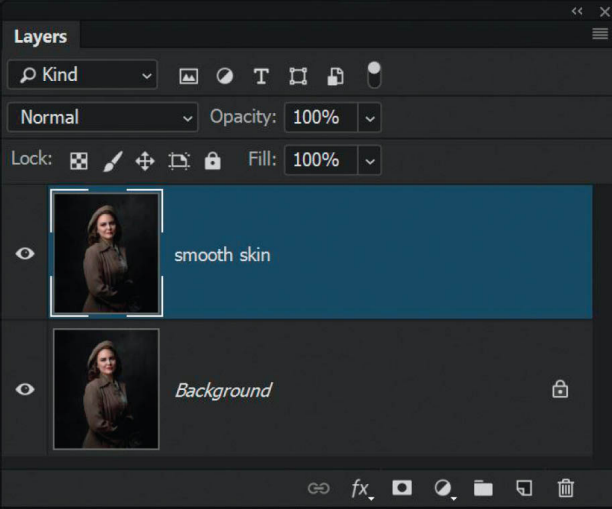 Layers
Kind
Normal Opacity: 100%
Lock: Fill: 100%
smooth skin
Background
fx